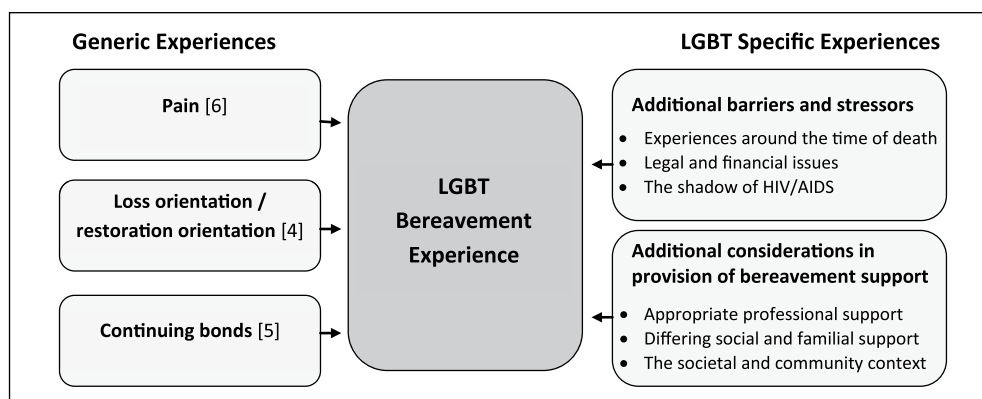 Generic Experiences
Pain [6]
Loss orientation /
restoration orientation [4]
Continuing bonds [5]
LGBT
Bereavement
Experience
LGBT Specific Experiences
Additional barriers and stressors
• Experiences around the time of death
• Legal and financial issues
• The shadow of HIV/AIDS
Additional considerations in
provision of bereavement support
• Appropriate professional support
• Differing social and familial support
• The societal and community context